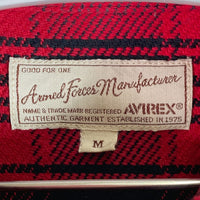 GOOD FOR ONE
Armed Forces Manufacturer
NAME & TRADE MARK REGISTERED AVIREX®
AUTHENTIC GARMENT ESTABLISHED IN 1975
M